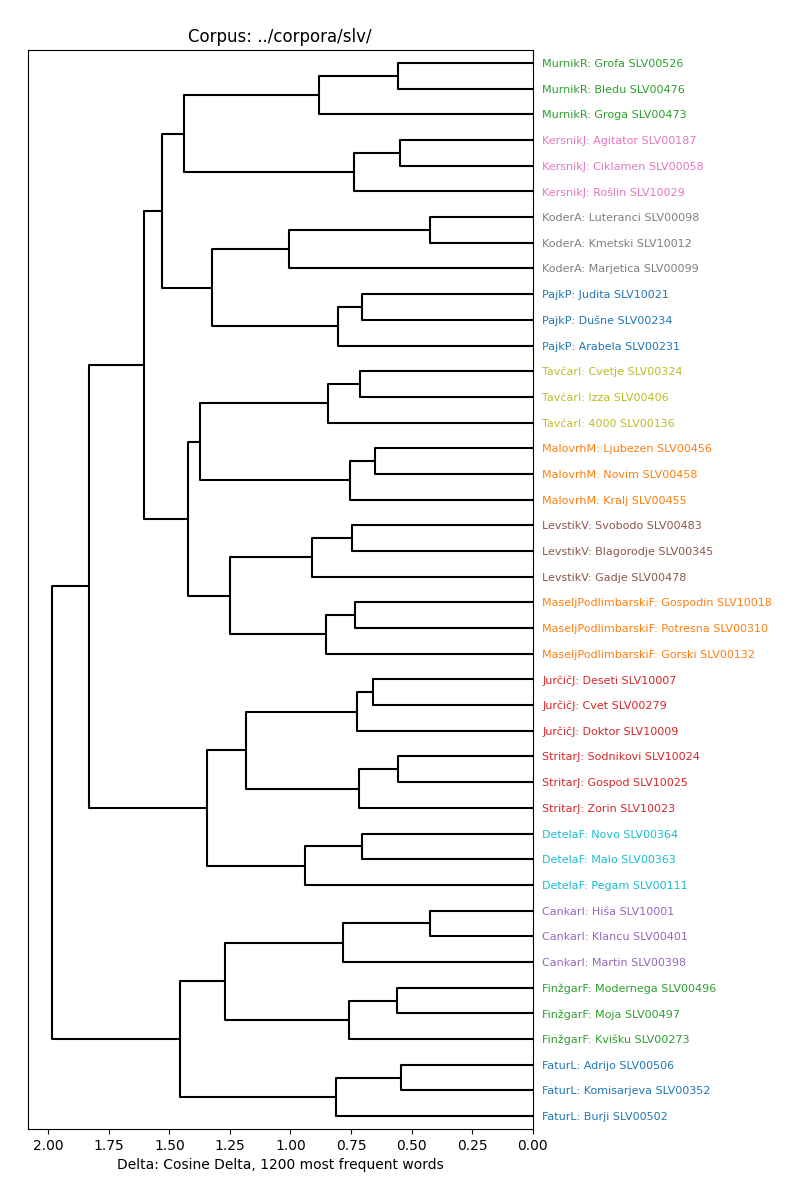 Corpus: ../corpora/slv/
MurnikR: Grofa SLV00526
MurnikR: Bledu SLV00476
MurnikR: Groga SLV00473
KersnikJ: Agitator SLV00187
KersnikJ: Ciklamen SLV00058
KersnikJ: Rošlin SLV10029
KoderA: Luteranci SLV00098
KoderA: Kmetski SLV10012
KoderA: Marjetica SLV00099
PajkP: Judita SLV10021
PajkP: Dušne SLV00234
PajkP: Arabela SLV00231
TavčarI: Cvetje SLV00324
TavčarI: Izza SLV00406
TavčarI: 4000 SLV00136
MalovrhM: Ljubezen SLV00456
MalovrhM: Novim SLV00458
MalovrhM: Kralj SLV00455
LevstikV: Svobodo SLV00483
LevstikV: Blagorodje SLV00345
LevstikV: Gadje SLV00478
MaseljPodlimbarskiF: Gospodin SLV10018
MaseljPodlimbarskiF: Potresna SLV00310
MaseljPodlimbarskiF: Gorski SLV00132
JurčičJ: Deseti SLV10007
JurčičJ: Cvet SLV00279
JurčičJ: Doktor SLV10009
StritarJ: Sodnikovi SLV10024
StritarJ: Gospod SLV10025
StritarJ: Zorin SLV10023
DetelaF: Novo SLV00364
DetelaF: Malo SLV00363
DetelaF: Pegam SLV00111
CankarI: Hiša SLV10001
CankarI: Klancu SLV00401
CankarI: Martin SLV00398
FinžgarF: Modernega SLV00496
FinžgarF: Moja SLV00497
FinžgarF: Kvišku SLV00273
FaturL: Adrijo SLV00506
FaturL: Komisarjeva SLV00352
FaturL: Burji SLV00502
2.00 1.75 1.50 1.25 1.00 0.75 0.50 0.25 0.00
Delta: Cosine Delta, 1200 most frequent words